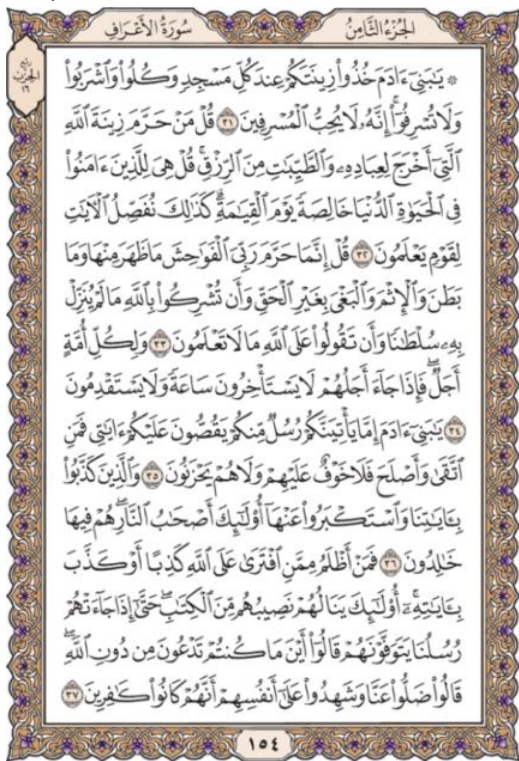 الجزء الثامن
سورة الأعراف
ربع
الحزب
١٦
۞ يَٰبَنِىٓ ءَادَمَ خُذُوا۟ زِينَتَكُمْ عِندَ كُلِّ مَسْجِدٍ وَكُلُوا۟ وَٱشْرَبُوا۟
وَلَا تُسْرِفُوٓا۟ إِنَّهُۥ لَا يُحِبُّ ٱلْمُسْرِفِينَ ٣١ قُلْ مَنْ حَرَّمَ زِينَةَ ٱللَّهِ
ٱلَّتِىٓ أَخْرَجَ لِعِبَادِهِۦ وَٱلطَّيِّبَٰتِ مِنَ ٱلرِّزْقِ ۚ قُلْ هِىَ لِلَّذِينَ ءَامَنُوا۟
فِى ٱلْحَيَوٰةِ ٱلدُّنْيَا خَالِصَةً يَوْمَ ٱلْقِيَٰمَةِ ۗ كَذَٰلِكَ نُفَصِّلُ ٱلْءَايَٰتِ
لِقَوْمٍ يَعْلَمُونَ ٣٢ قُلْ إِنَّمَا حَرَّمَ رَبِّىَ ٱلْفَوَٰحِشَ مَا ظَهَرَ مِنْهَا وَمَا
بَطَنَ وَٱلْإِثْمَ وَٱلْبَغْىَ بِغَيْرِ ٱلْحَقِّ وَأَن تُشْرِكُوا۟ بِٱللَّهِ مَا لَمْ يُنَزِّلْ
بِهِۦ سُلْطَٰنًا وَأَن تَقُولُوا۟ عَلَى ٱللَّهِ مَا لَا تَعْلَمُونَ ٣٣ وَلِكُلِّ أُمَّةٍ
أَجَلٌ ۖ فَإِذَا جَآءَ أَجَلُهُمْ لَا يَسْتَأْخِرُونَ سَاعَةً ۖ وَلَا يَسْتَقْدِمُونَ
٣٤ يَٰبَنِىٓ ءَادَمَ إِمَّا يَأْتِيَنَّكُمْ رُسُلٌ مِّنكُمْ يَقُصُّونَ عَلَيْكُمْ ءَايَٰتِى ۙ فَمَنِ
ٱتَّقَىٰ وَأَصْلَحَ فَلَا خَوْفٌ عَلَيْهِمْ وَلَا هُمْ يَحْزَنُونَ ٣٥ وَٱلَّذِينَ كَذَّبُوا۟
بِـَٔايَٰتِنَا وَٱسْتَكْبَرُوا۟ عَنْهَآ أُو۟لَٰٓئِكَ أَصْحَٰبُ ٱلنَّارِ ۖ هُمْ فِيهَا
خَٰلِدُونَ ٣٦ فَمَنْ أَظْلَمُ مِمَّنِ ٱفْتَرَىٰ عَلَى ٱللَّهِ كَذِبًا أَوْ كَذَّبَ
بِـَٔايَٰتِهِۦٓ ۚ أُو۟لَٰٓئِكَ يَنَالُهُمْ نَصِيبُهُم مِّنَ ٱلْكِتَٰبِ ۖ حَتَّىٰٓ إِذَا جَآءَتْهُمْ
رُسُلُنَا يَتَوَفَّوْنَهُمْ قَالُوٓا۟ أَيْنَ مَا كُنتُمْ تَدْعُونَ مِن دُونِ ٱللَّهِ ۖ
قَالُوا۟ ضَلُّوا۟ عَنَّا وَشَهِدُوا۟ عَلَىٰٓ أَنفُسِهِمْ أَنَّهُمْ كَانُوا۟ كَٰفِرِينَ ٣٧
١٥٤